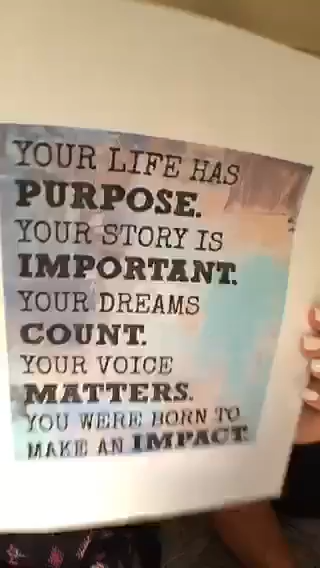 YOUR LIFE HAS
PURPOSE.
YOUR STORY IS
IMPORTANT.
YOUR DREAMS
COUNT.
YOUR VOICE
MATTERS.
YOU WERE BORN TO
MAKE AN IMPACT.